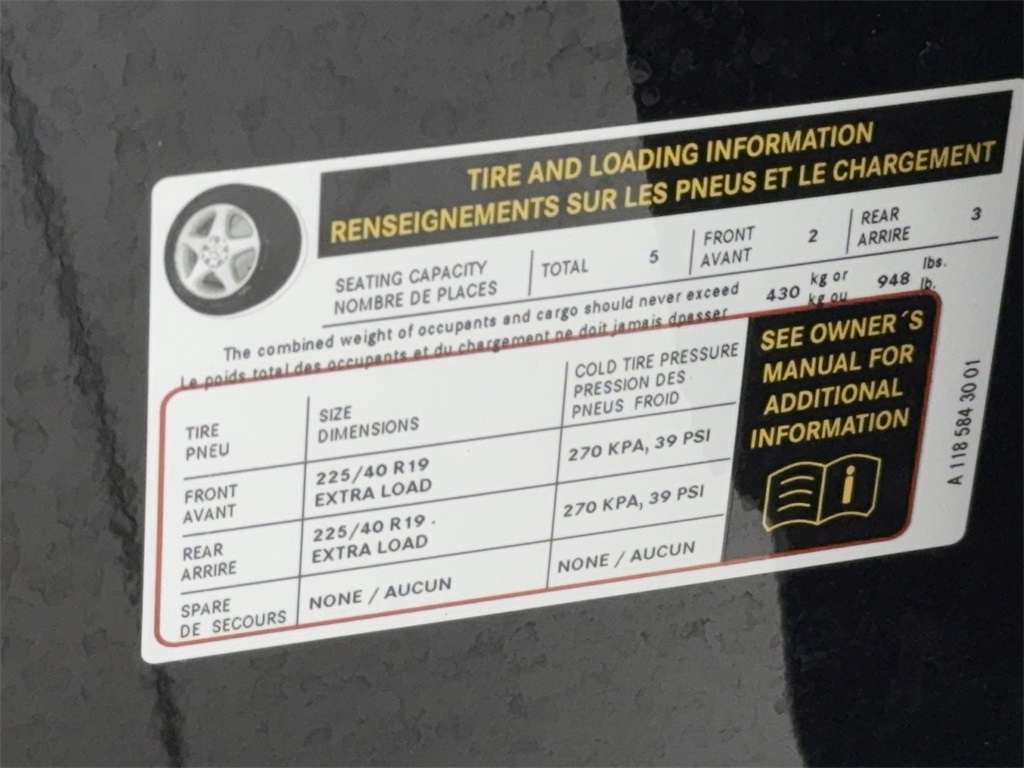 TIRE AND LOADING INFORMATION
RENSEIGNEMENTS SUR LES PNEUS ET LE CHARGEMENT
SEATING CAPACITY
NOMBRE DE PLACES
TOTAL 5
FRONT
AVANT
2
REAR
ARRIRE
3
The combined weight of occupants and cargo should never exceed
Le poids total des occupants et du chargement ne doit jamais dpasser
430
kg or
kg ou
948
lbs.
lb.
TIRE
PNEU
SIZE
DIMENSIONS
COLD TIRE PRESSURE
PRESSION DES
PNEUS FROID
FRONT
AVANT
225/40 R19
EXTRA LOAD
270 KPA, 39 PSI
REAR
ARRIRE
225/40 R19 .
EXTRA LOAD
270 KPA, 39 PSI
SPARE
DE SECOURS
NONE / AUCUN
NONE / AUCUN
SEE OWNER´S
MANUAL FOR
ADDITIONAL
INFORMATION
i
A 118 584 30 01